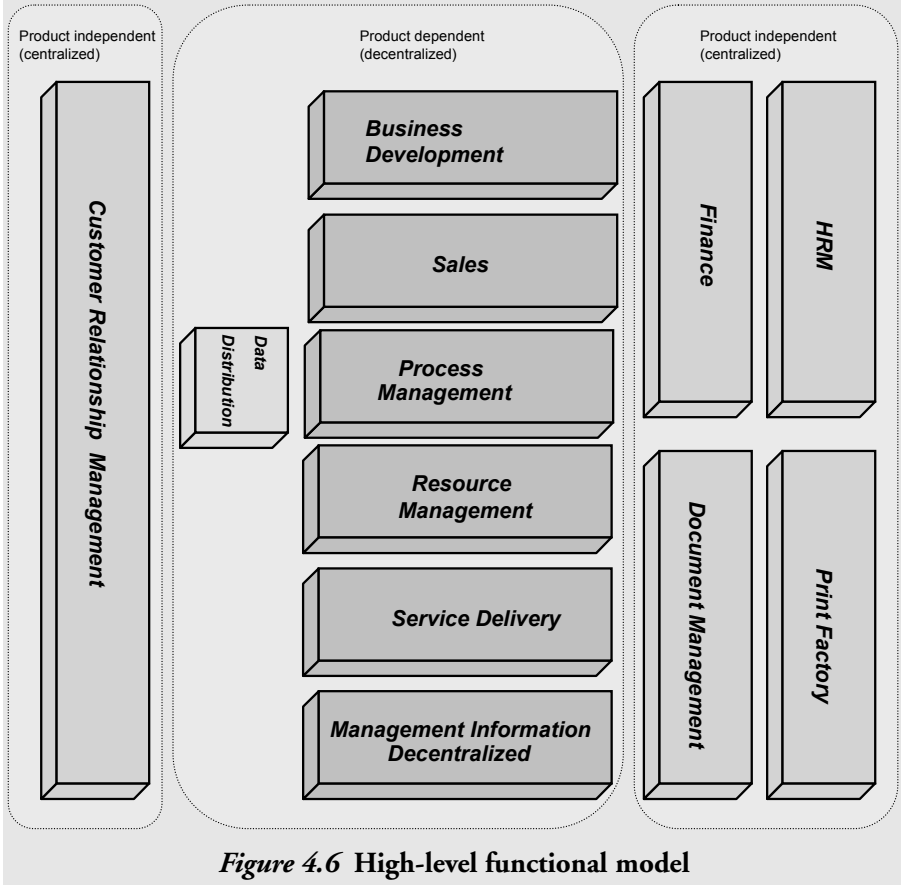 Product independent
(centralized)
Customer Relationship Management
Product dependent
(decentralized)
Data
Distribution
Business
Development
Sales
Process
Management
Resource
Management
Service Delivery
Management Information
Decentralized
Product independent
(centralized)
Finance
HRM
Document Management
Print Factory
Figure 4.6 High-level functional model